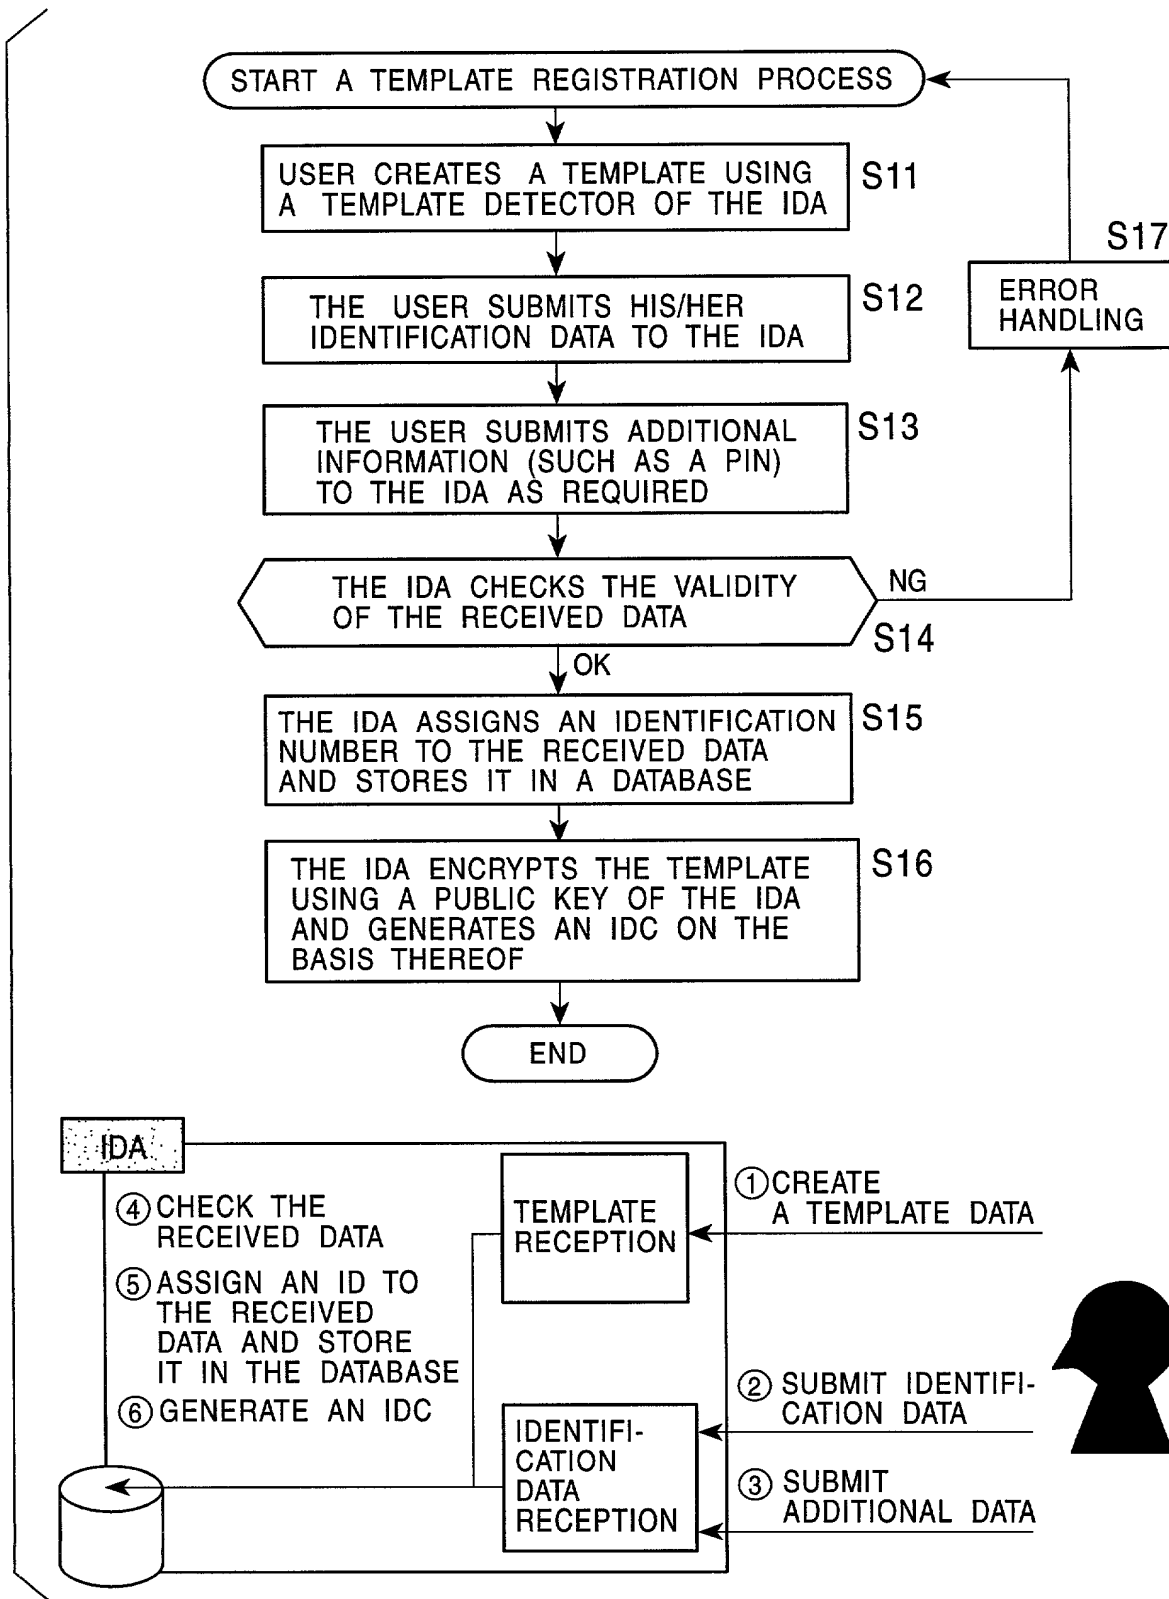 START A TEMPLATE REGISTRATION PROCESS
USER CREATES A TEMPLATE USING
A TEMPLATE DETECTOR OF THE IDA
S11
THE USER SUBMITS HIS/HER
IDENTIFICATION DATA TO THE IDA
S12
S17
ERROR
HANDLING
THE USER SUBMITS ADDITIONAL
INFORMATION (SUCH AS A PIN)
TO THE IDA AS REQUIRED
S13
THE IDA CHECKS THE VALIDITY
OF THE RECEIVED DATA
NG
S14
OK
THE IDA ASSIGNS AN IDENTIFICATION
NUMBER TO THE RECEIVED DATA
AND STORES IT IN A DATABASE
S15
THE IDA ENCRYPTS THE TEMPLATE
USING A PUBLIC KEY OF THE IDA
AND GENERATES AN IDC ON THE
BASIS THEREOF
S16
END
IDA
④ CHECK THE
RECEIVED DATA
⑤ ASSIGN AN ID TO
THE RECEIVED
DATA AND STORE
IT IN THE DATABASE
⑥ GENERATE AN IDC
TEMPLATE
RECEPTION
① CREATE
A TEMPLATE DATA
IDENTIFI-
CATION
DATA
RECEPTION
② SUBMIT IDENTIFI-
CATION DATA
③ SUBMIT
ADDITIONAL DATA